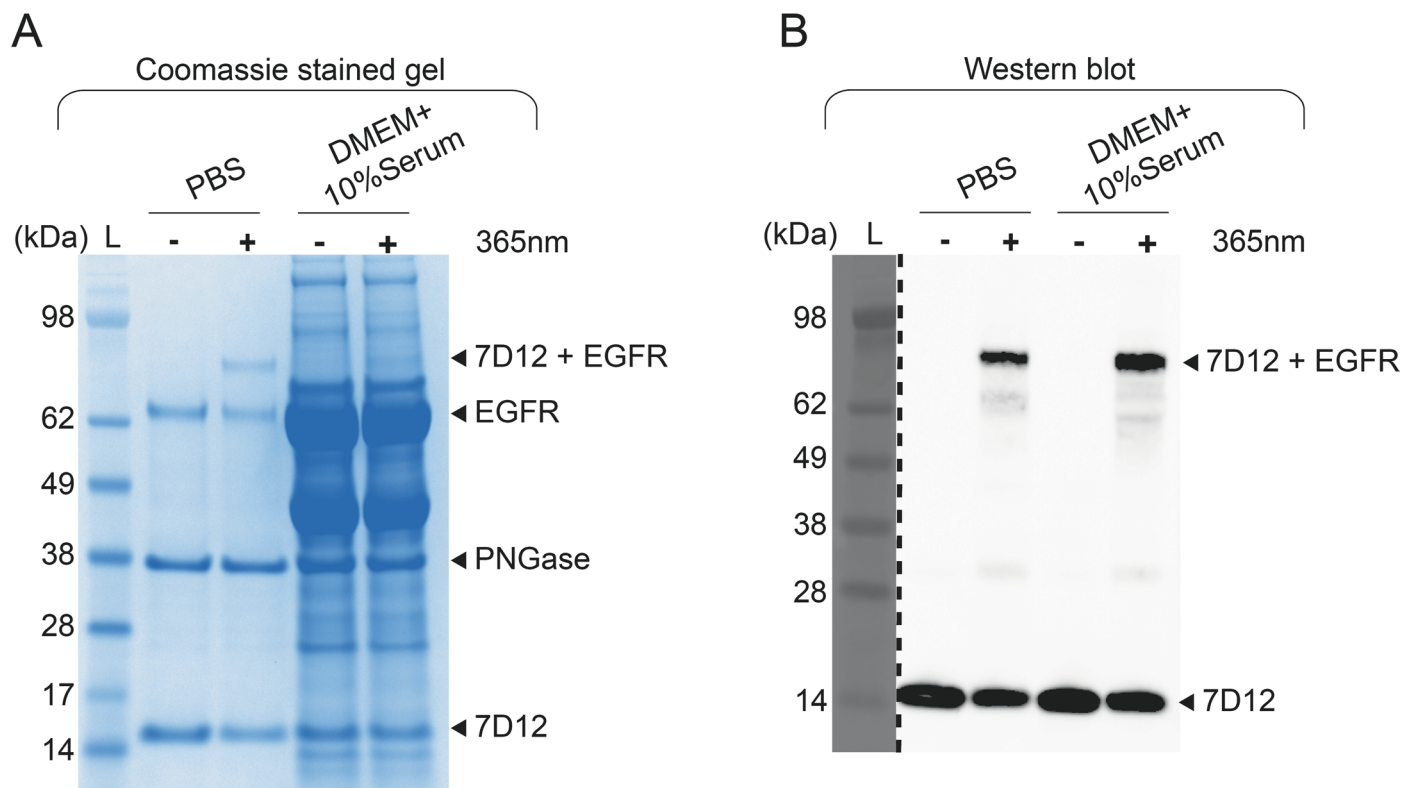 A
Coomassie stained gel
PBS
DMEM+
10%Serum
(kDa) L - + - + 365nm
98
7D12 + EGFR
EGFR
62
49
38
PNGase
28
17
7D12
14
B
Western blot
PBS
DMEM+
10%Serum
(kDa) L - + - + 365nm
98
7D12 + EGFR
62
49
38
28
14
7D12